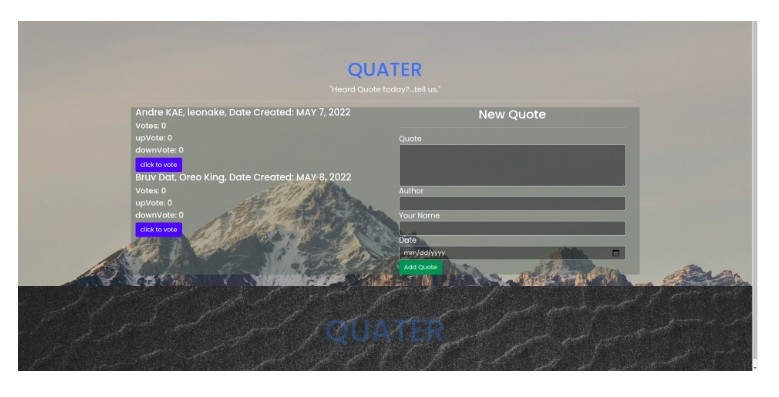 QUATER
"Heard Quote today?...tell us."
Andre KAE, leonake, Date Created: MAY 7, 2022
Votes: 0
upVote: 0
downVote: 0
click to vote
Bruv Dat, Oreo King, Date Created: MAY 8, 2022
Votes: 0
upVote: 0
downVote: 0
click to vote
New Quote
Quote
Author
Your Name
Date
mm/dd/yyyy
Add Quote
QUATER